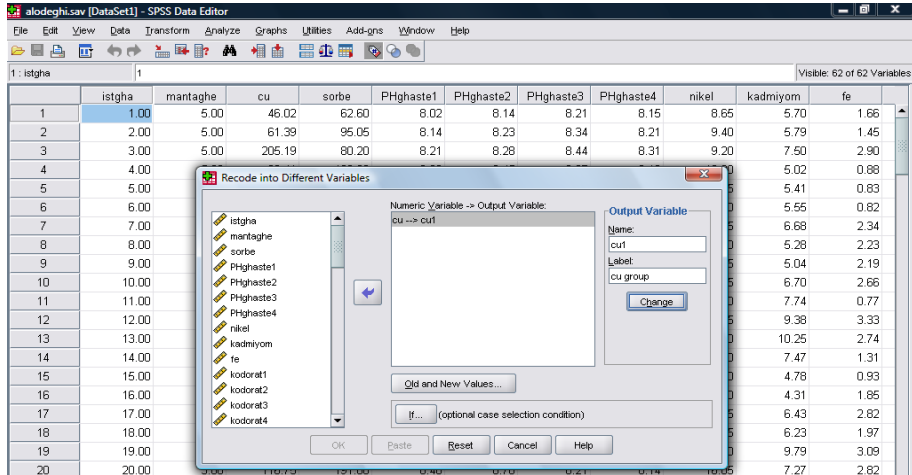 alodeghi.sav [DataSet1] - SPSS Data Editor
File Edit View Data Transform Analyze Graphs Utilities Add-ons Window Help
1 : istgha 1 Visible: 62 of 62 Variables
istgha mantaghe cu sorbe PHghaste1 PHghaste2 PHghaste3 PHghaste4 nikel kadmiyom fe
1 1.00 5.00 46.02 62.60 8.02 8.14 8.21 8.15 8.65 5.70 1.66
2 2.00 5.00 61.39 95.05 8.14 8.23 8.34 8.21 9.40 5.79 1.45
3 3.00 5.00 205.19 80.20 8.21 8.28 8.44 8.31 9.20 7.50 2.90
4 4.00 5.02 0.88
5 5.00 5.41 0.83
6 6.00 5.55 0.82
7 7.00 6.68 2.34
8 8.00 5.28 2.23
9 9.00 5.04 2.19
10 10.00 6.70 2.66
11 11.00 7.74 0.77
12 12.00 9.38 3.33
13 13.00 10.25 2.74
14 14.00 7.47 1.31
15 15.00 4.78 0.93
16 16.00 4.31 1.85
17 17.00 6.43 2.82
18 18.00 6.23 1.97
19 19.00 9.79 3.09
20 20.00 7.27 2.82
Recode into Different Variables
istgha
mantaghe
sorbe
PHghaste1
PHghaste2
PHghaste3
PHghaste4
nikel
kadmiyom
fe
kodorat1
kodorat2
kodorat3
kodorat4
Numeric Variable -> Output Variable:
cu --> cu1
Output Variable
Name:
cu1
Label:
cu group
Change
Old and New Values...
If... (optional case selection condition)
OK Paste Reset Cancel Help